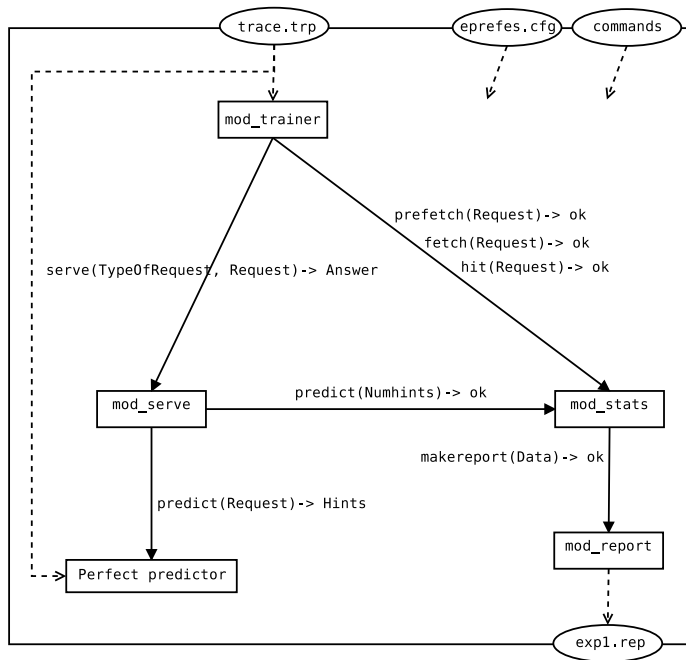 trace.trp
eprefes.cfg
commands
mod_trainer
prefetch(Request)-> ok
fetch(Request)-> ok
hit(Request)-> ok
serve(TypeOfRequest, Request)-> Answer
mod_serve
predict(Numhints)-> ok
mod_stats
makereport(Data)-> ok
predict(Request)-> Hints
mod_report
Perfect predictor
exp1.rep